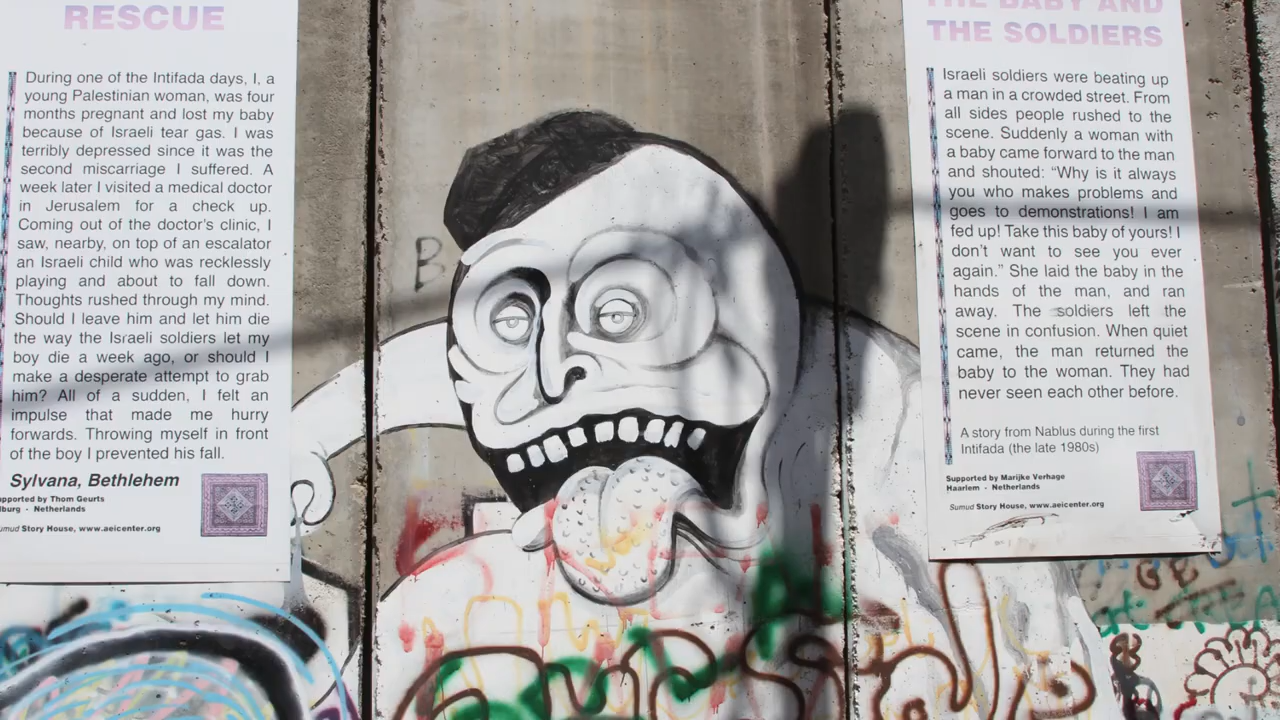 RESCUE
During one of the Intifada days, I, a
young Palestinian woman, was four
months pregnant and lost my baby
because of Israeli tear gas. I was
terribly depressed since it was the
second miscarriage I suffered. A
week later I visited a medical doctor
in Jerusalem for a check up.
Coming out of the doctor's clinic, I
saw, nearby, on top of an escalator
an Israeli child who was recklessly
playing and about to fall down.
Thoughts rushed through my mind.
Should I leave him and let him die
the way the Israeli soldiers let my
boy die a week ago, or should I
make a desperate attempt to grab
him? All of a sudden, I felt an
impulse that made me hurry
forwards. Throwing myself in front
of the boy I prevented his fall.
Sylvana, Bethlehem
upported by Thom Geurts
lburg - Netherlands
umud Story House, www.aeicenter.org
B
THE BABY AND
THE SOLDIERS
Israeli soldiers were beating up
a man in a crowded street. From
all sides people rushed to the
scene. Suddenly a woman with
a baby came forward to the man
and shouted: “Why is it always
you who makes problems and
goes to demonstrations! I am
fed up! Take this baby of yours! I
don't want to see you ever
again.” She laid the baby in the
hands of the man, and ran
away. The soldiers left the
scene in confusion. When quiet
came, the man returned the
baby to the woman. They had
never seen each other before.
A story from Nablus during the first
Intifada (the late 1980s)
Supported by Marijke Verhage
Haarlem - Netherlands
Sumud Story House, www.aeicenter.org